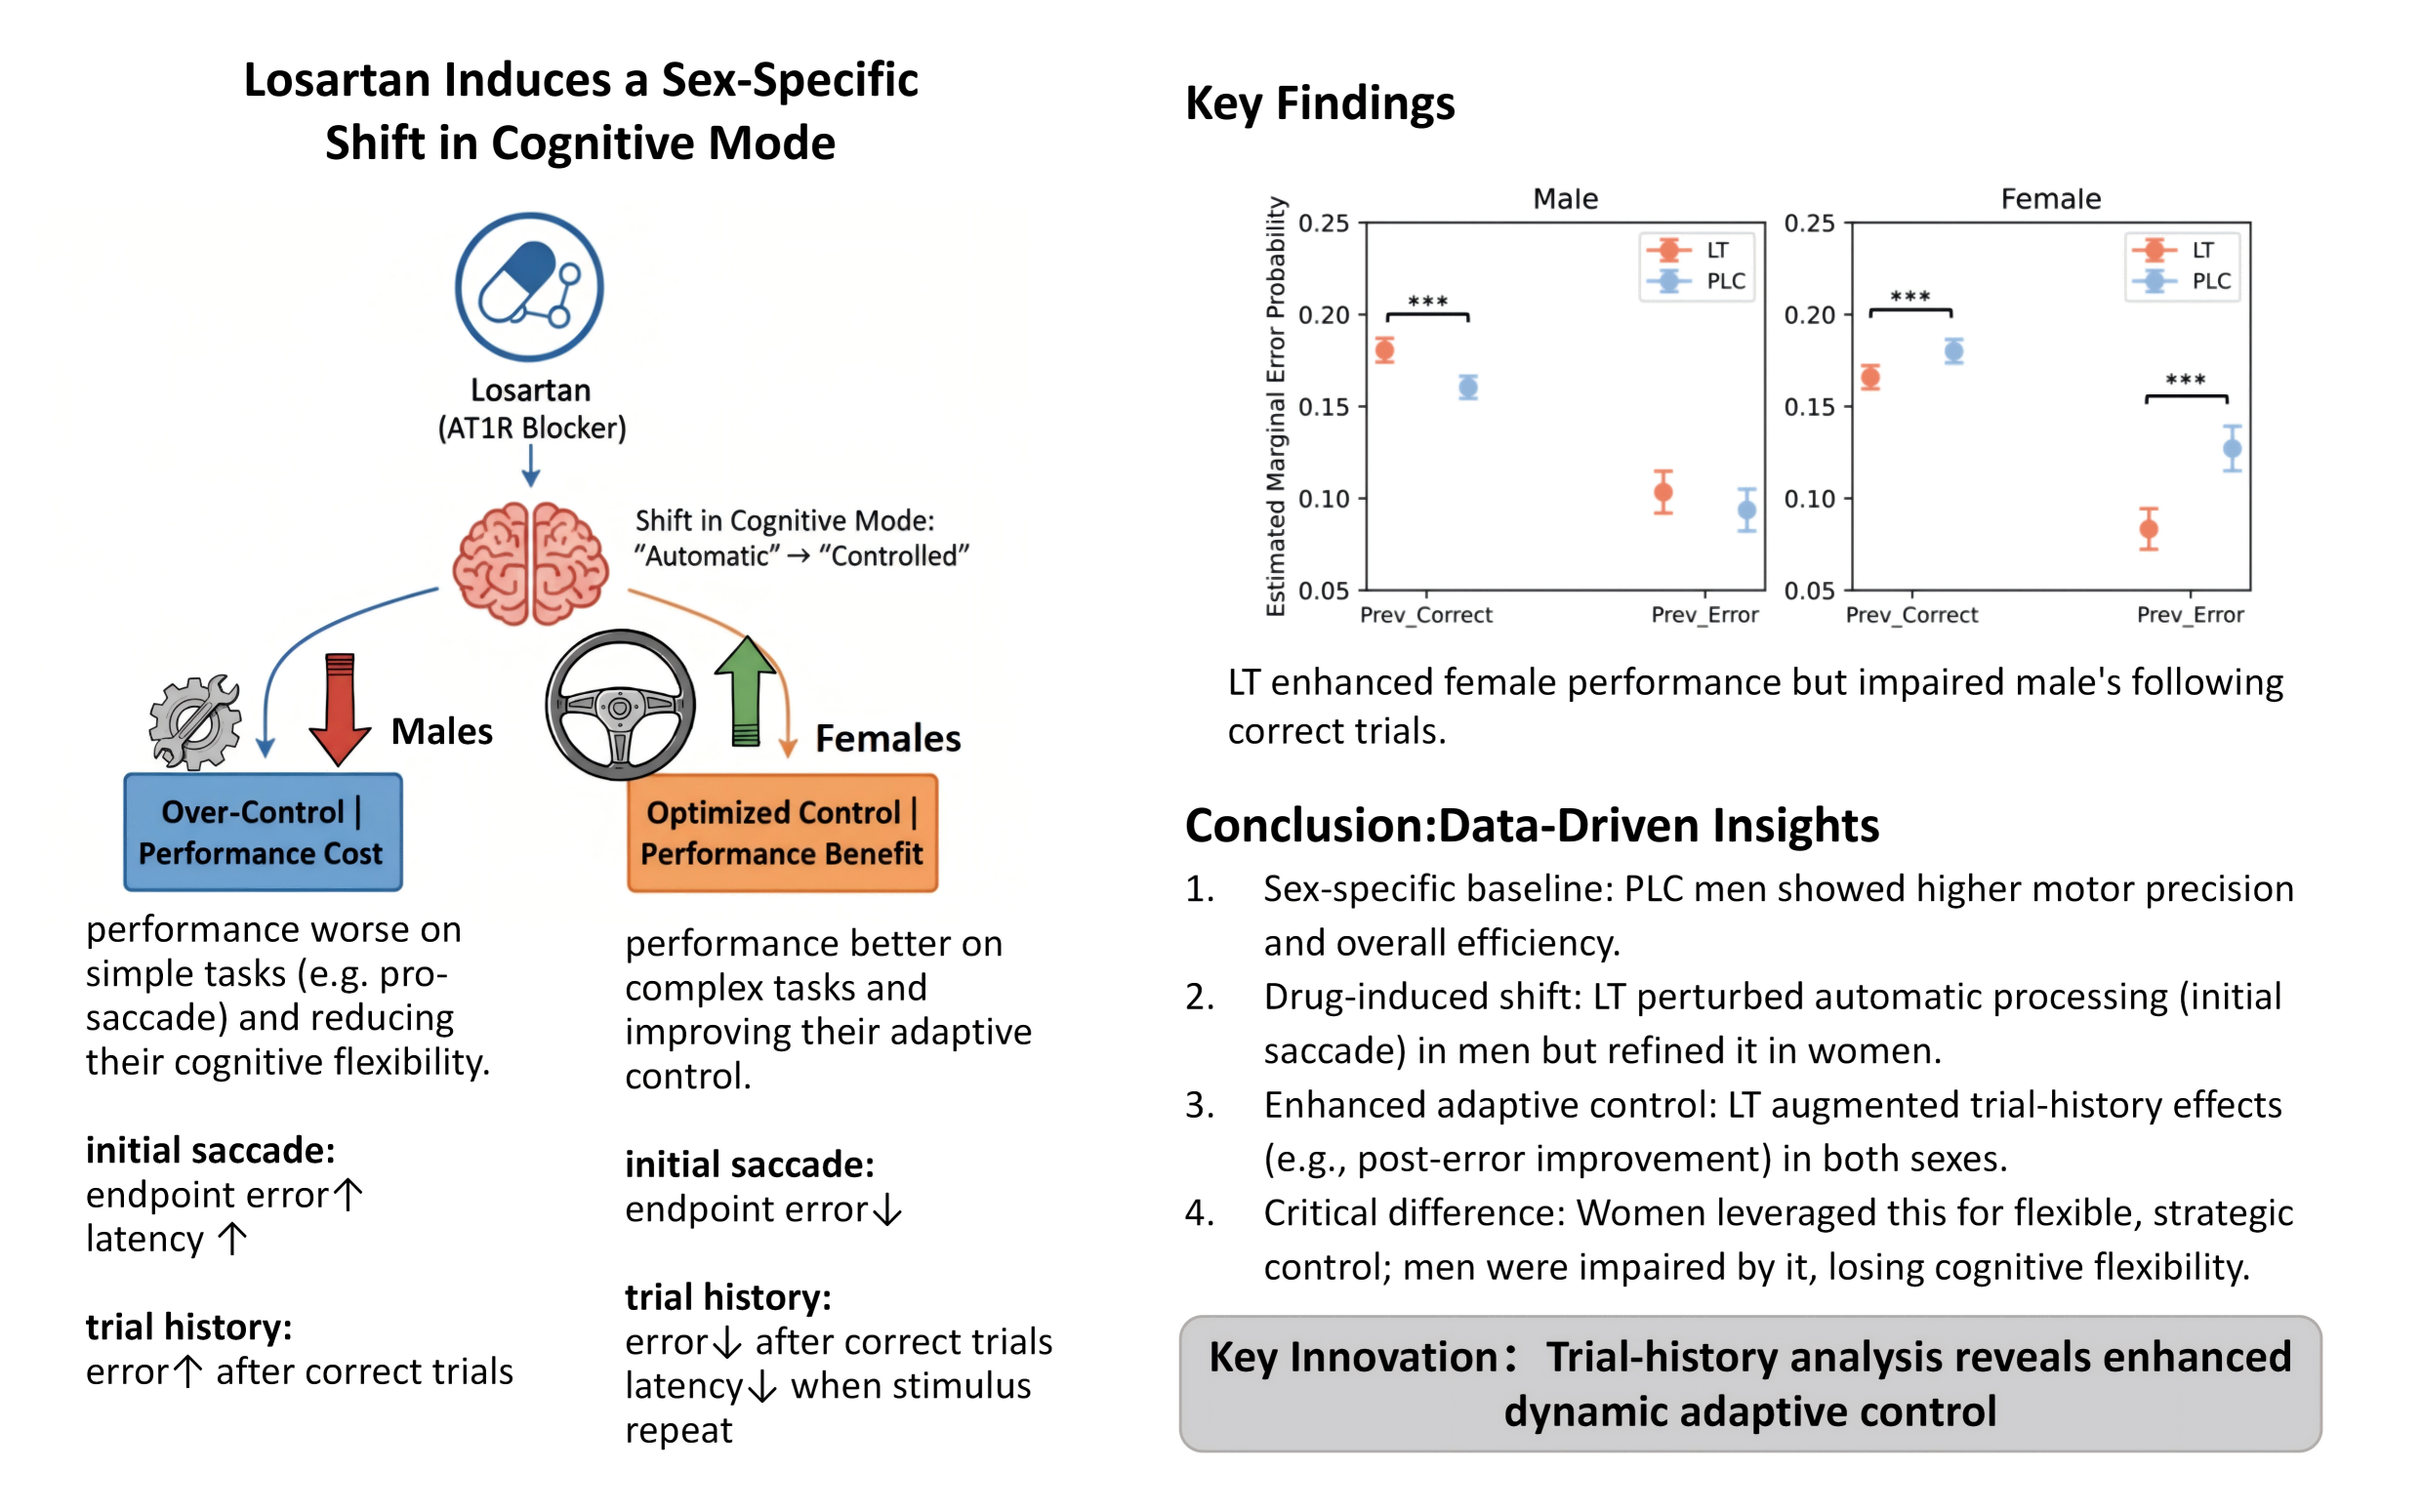 Losartan Induces a Sex-Specific
Shift in Cognitive Mode
Losartan
(AT1R Blocker)
Shift in Cognitive Mode:
“Automatic” → “Controlled”
Males
Females
Over-Control |
Performance Cost
Optimized Control |
Performance Benefit
performance worse on
simple tasks (e.g. pro-
saccade) and reducing
their cognitive flexibility.
initial saccade:
endpoint error↑
latency ↑
trial history:
error↑ after correct trials
performance better on
complex tasks and
improving their adaptive
control.
initial saccade:
endpoint error↓
trial history:
error↓ after correct trials
latency↓ when stimulus
repeat
Key Findings
Male
Estimated Marginal Error Probability
0.25
0.20
0.15
0.10
0.05
***
LT
PLC
Prev_Correct
Prev_Error
Female
0.25
0.20
0.15
0.10
0.05
***
***
LT
PLC
Prev_Correct
Prev_Error
LT enhanced female performance but impaired male's following
correct trials.
Conclusion:Data-Driven Insights
1. Sex-specific baseline: PLC men showed higher motor precision
and overall efficiency.
2. Drug-induced shift: LT perturbed automatic processing (initial
saccade) in men but refined it in women.
3. Enhanced adaptive control: LT augmented trial-history effects
(e.g., post-error improvement) in both sexes.
4. Critical difference: Women leveraged this for flexible, strategic
control; men were impaired by it, losing cognitive flexibility.
Key Innovation： Trial-history analysis reveals enhanced
dynamic adaptive control